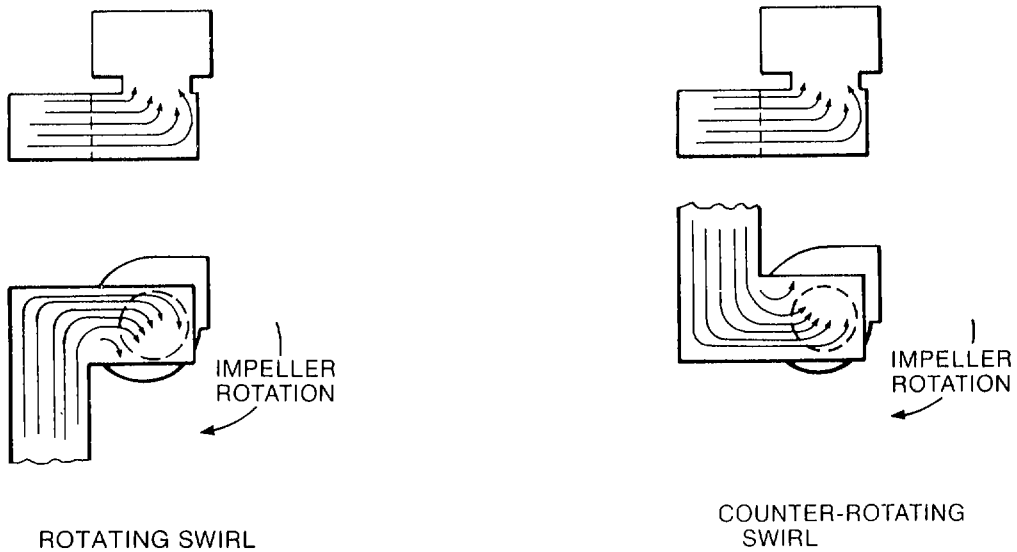 IMPELLER
ROTATION
ROTATING SWIRL
IMPELLER
ROTATION
COUNTER-ROTATING
SWIRL